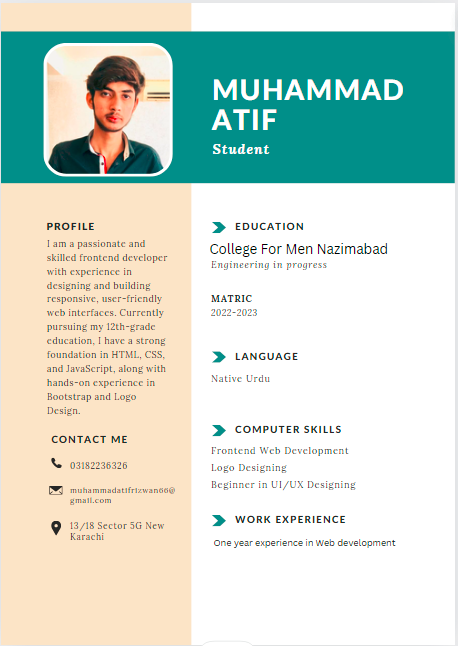 MUHAMMAD
ATIF
Student
PROFILE
I am a passionate and
skilled frontend developer
with experience in
designing and building
responsive, user-friendly
web interfaces. Currently
pursuing my 12th-grade
education, I have a strong
foundation in HTML, CSS,
and JavaScript, along with
hands-on experience in
Bootstrap and Logo
Design.
CONTACT ME
03182236326
muhammadatifrizwan66@
gmail.com
13/18 Sector 5G New
Karachi
EDUCATION
College For Men Nazimabad
Engineering in progress
MATRIC
2022-2023
LANGUAGE
Native Urdu
COMPUTER SKILLS
Frontend Web Development
Logo Designing
Beginner in UI/UX Designing
WORK EXPERIENCE
One year experience in Web development